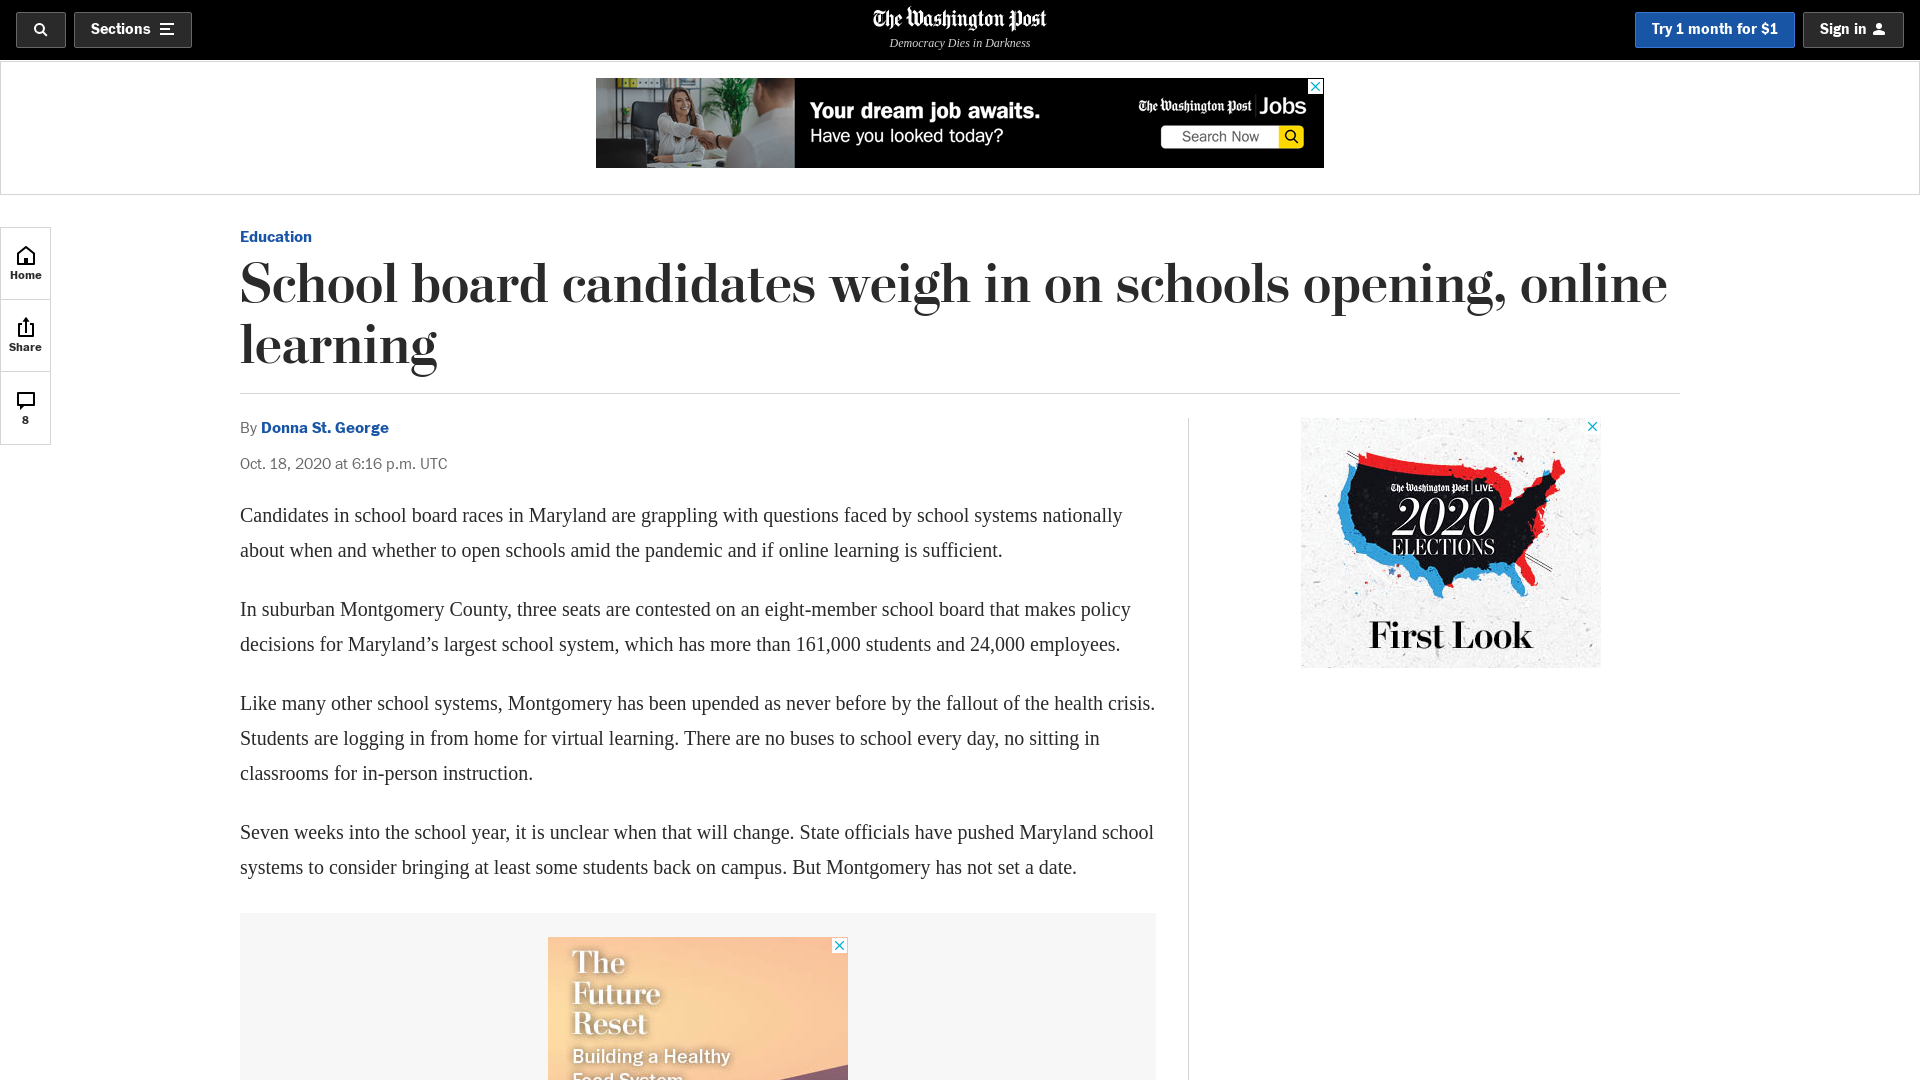 Sections
The Washington Post
Democracy Dies in Darkness
Try 1 month for $1
Sign in
Your dream job awaits.
Have you looked today?
The Washington Post Jobs
Search Now
Home
Share
8
Education
School board candidates weigh in on schools opening, online
learning
By Donna St. George
Oct. 18, 2020 at 6:16 p.m. UTC
Candidates in school board races in Maryland are grappling with questions faced by school systems nationally
about when and whether to open schools amid the pandemic and if online learning is sufficient.
In suburban Montgomery County, three seats are contested on an eight-member school board that makes policy
decisions for Maryland’s largest school system, which has more than 161,000 students and 24,000 employees.
Like many other school systems, Montgomery has been upended as never before by the fallout of the health crisis.
Students are logging in from home for virtual learning. There are no buses to school every day, no sitting in
classrooms for in-person instruction.
Seven weeks into the school year, it is unclear when that will change. State officials have pushed Maryland school
systems to consider bringing at least some students back on campus. But Montgomery has not set a date.
The Washington Post LIVE
2020
ELECTIONS
First Look
The
Future
Reset
Building a Healthy
Food System